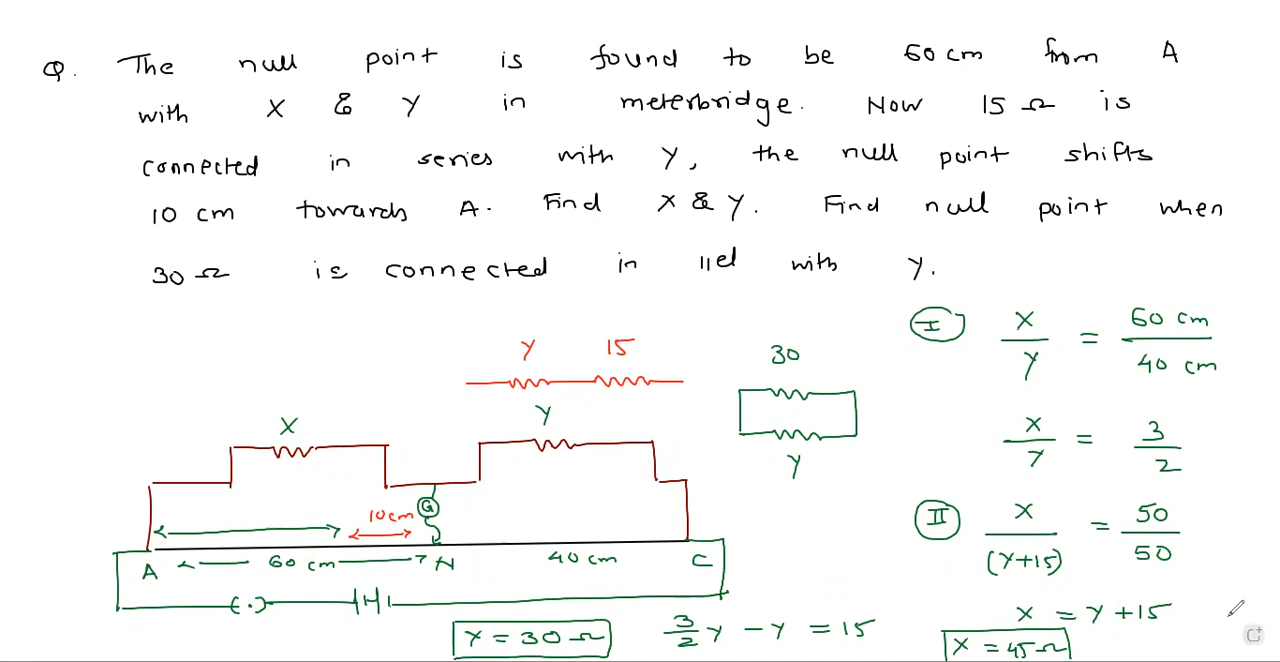 Q. The null point is found to be 60 cm from A
with X & Y in meterbridge. Now 15 Ω is
connected in series with Y, the null point shifts
10 cm towards A. Find X & Y. Find null point when
30 Ω is connected in ||el with Y.
I X/Y = 60 cm/40 cm
X/Y = 3/2
II X/(Y+15) = 50/50
X = Y + 15
X = 45 Ω
Y 15
30
Y
X
Y
G
10cm
A 60 cm N 40 cm C
Y = 30 Ω
3/2 Y - Y = 15